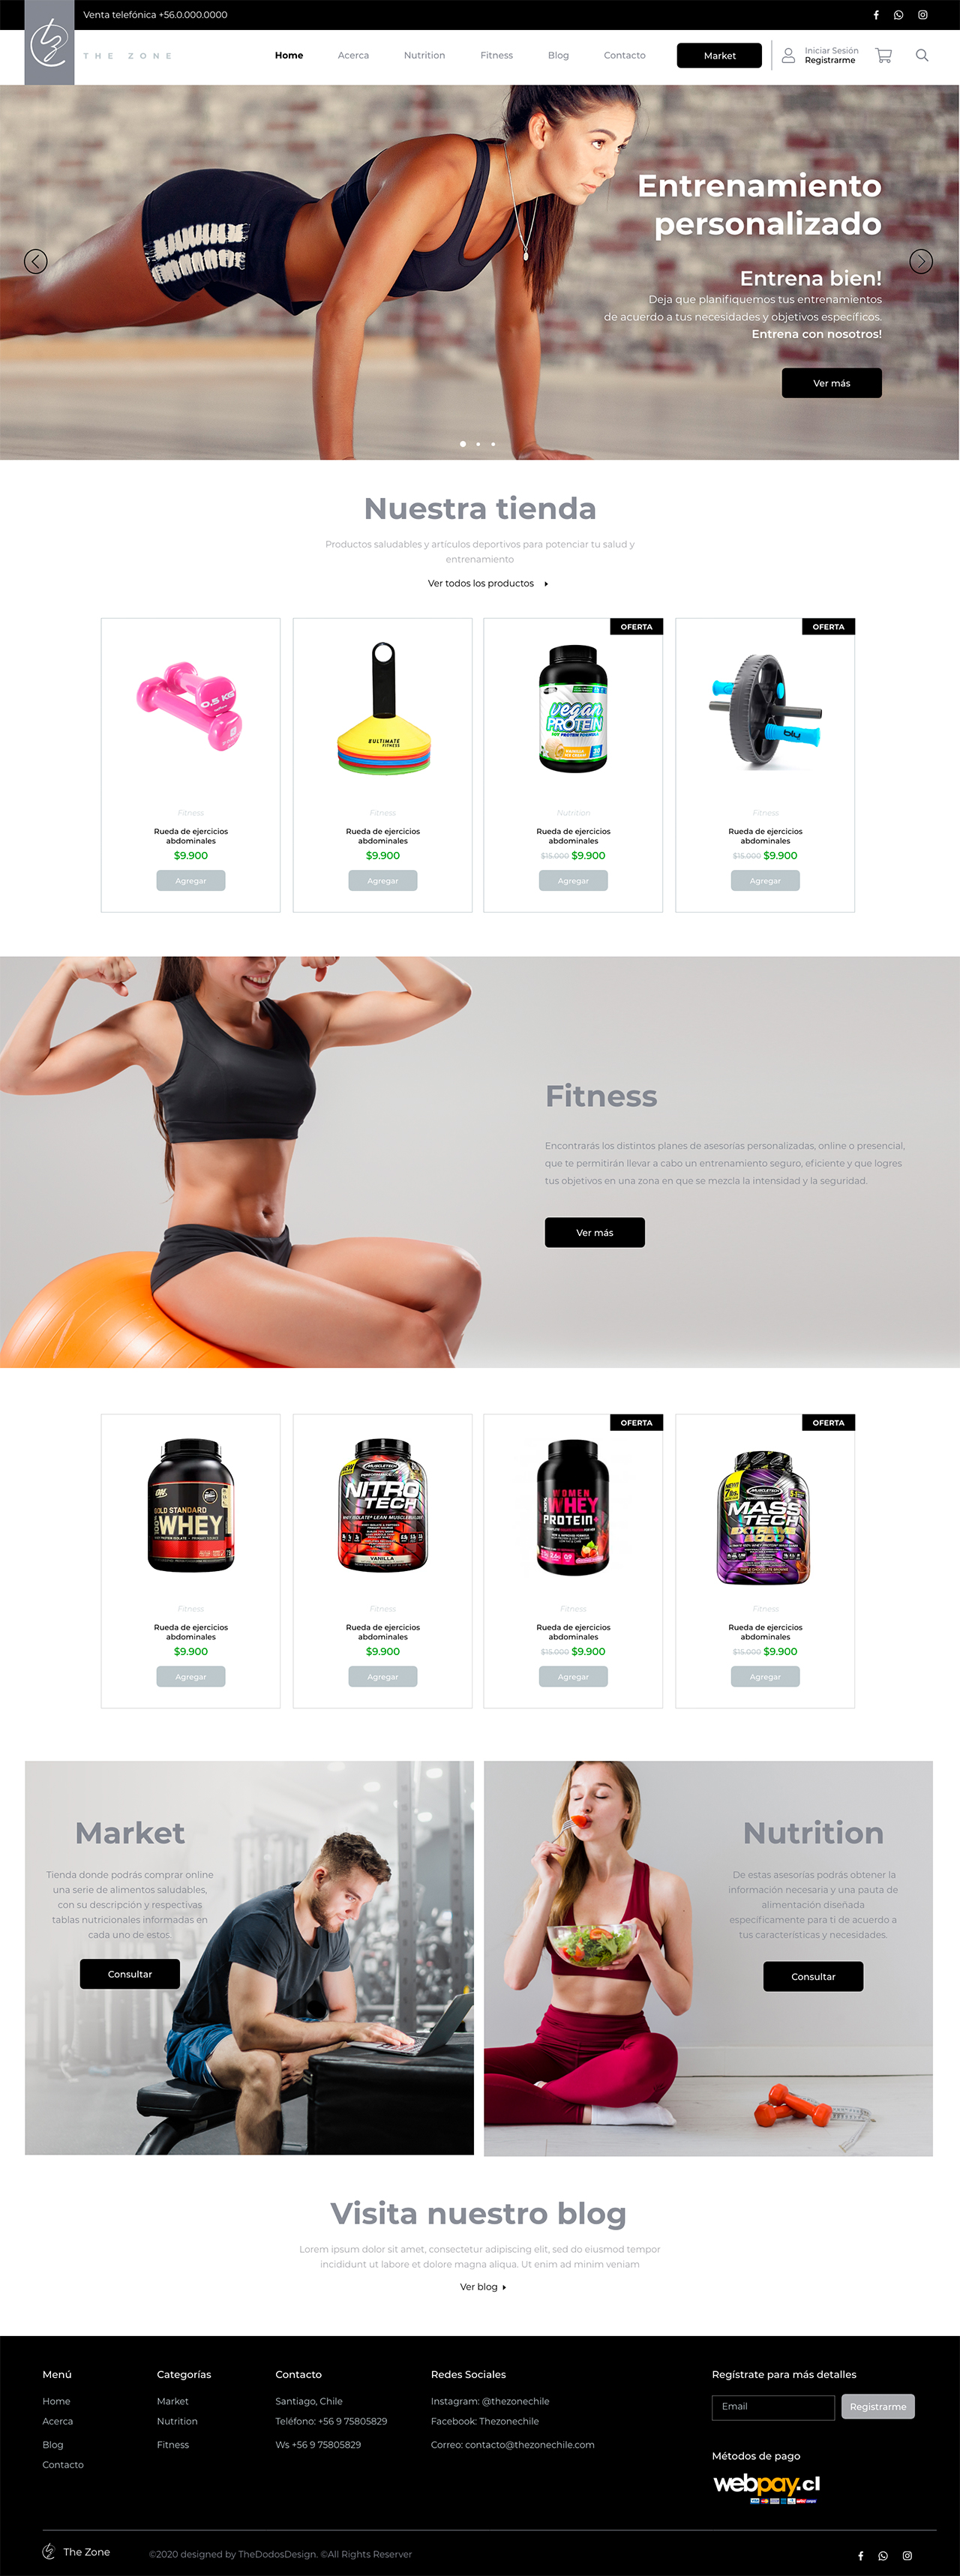 Venta telefónica +56.0.000.0000
THE ZONE
Home
Acerca
Nutrition
Fitness
Blog
Contacto
Market
Iniciar Sesión
Registrarme
Entrenamiento
personalizado
Entrena bien!
Deja que planifiquemos tus entrenamientos
de acuerdo a tus necesidades y objetivos específicos.
Entrena con nosotros!
Ver más
Nuestra tienda
Productos saludables y artículos deportivos para potenciar tu salud y
entrenamiento
Ver todos los productos
0,5 KG
Fitness
Rueda de ejercicios
abdominales
$9.900
Agregar
#ULTIMATE
FITNESS
Fitness
Rueda de ejercicios
abdominales
$9.900
Agregar
OFERTA
vegan
PROTEIN
Nutrition
Rueda de ejercicios
abdominales
$15.000 $9.900
Agregar
OFERTA
blu
Fitness
Rueda de ejercicios
abdominales
$15.000 $9.900
Agregar
Fitness
Encontrarás los distintos planes de asesorías personalizadas, online o presencial,
que te permitirán llevar a cabo un entrenamiento seguro, eficiente y que logres
tus objetivos en una zona en que se mezcla la intensidad y la seguridad.
Ver más
ON
GOLD STANDARD
100% WHEY
Fitness
Rueda de ejercicios
abdominales
$9.900
Agregar
MUSCLETECH
NITRO
TECH
VANILLA
Fitness
Rueda de ejercicios
abdominales
$9.900
Agregar
OFERTA
WOMEN
100% WHEY
PROTEIN+
Fitness
Rueda de ejercicios
abdominales
$15.000 $9.900
Agregar
OFERTA
MUSCLETECH
MASS
TECH
EXTREME
Fitness
Rueda de ejercicios
abdominales
$15.000 $9.900
Agregar
Market
Tienda donde podrás comprar online
una serie de alimentos saludables,
con su descripción y respectivas
tablas nutricionales informadas en
cada uno de estos.
Consultar
Nutrition
De estas asesorías podrás obtener la
información necesaria y una pauta de
alimentación diseñada
específicamente para ti de acuerdo a
tus características y necesidades.
Consultar
Visita nuestro blog
Lorem ipsum dolor sit amet, consectetur adipiscing elit, sed do eiusmod tempor
incididunt ut labore et dolore magna aliqua. Ut enim ad minim veniam
Ver blog
Menú
Home
Acerca
Blog
Contacto
Categorías
Market
Nutrition
Fitness
Contacto
Santiago, Chile
Teléfono: +56 9 75805829
Ws +56 9 75805829
Redes Sociales
Instagram: @thezonechile
Facebook: Thezonechile
Correo: contacto@thezonechile.com
Regístrate para más detalles
Email
Registrarme
Métodos de pago
webpay.cl
The Zone
©2020 designed by TheDodosDesign. ©All Rights Reserver